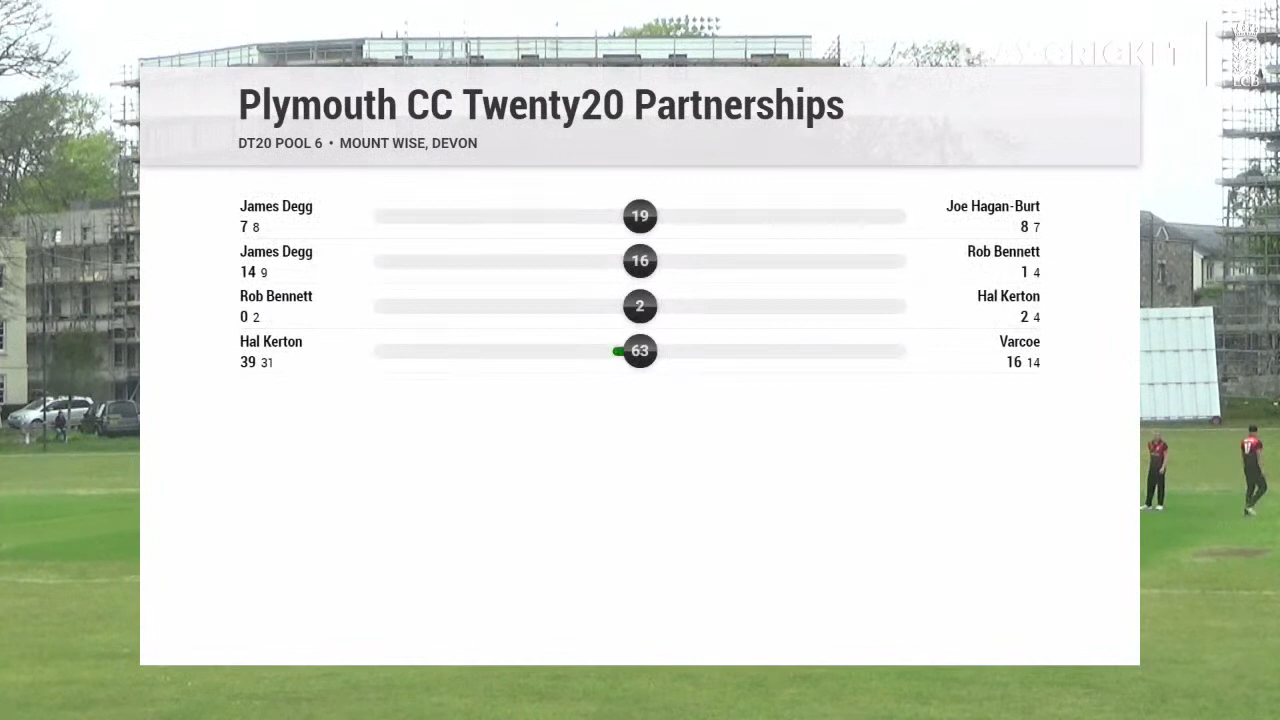 Plymouth CC Twenty20 Partnerships
DT20 POOL 6 • MOUNT WISE, DEVON
James Degg 19 Joe Hagan-Burt
7 8 8 7
James Degg 16 Rob Bennett
14 9 1 4
Rob Bennett 2 Hal Kerton
0 2 2 4
Hal Kerton 63 Varcoe
39 31 16 14